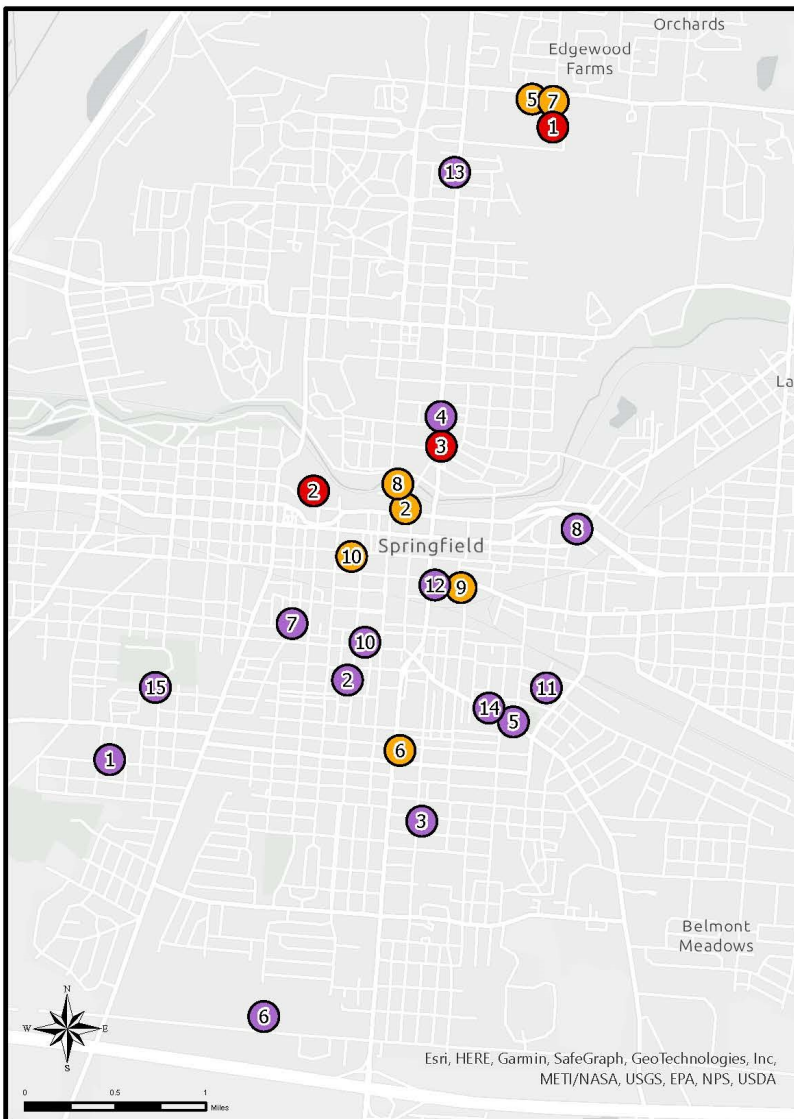 Orchards
Edgewood
Farms
5
7
1
13
La
4
3
8
2
2
8
Springfield
10
12
9
7
10
2
15
11
14
5
6
1
3
Belmont
Meadows
N
W
E
S
6
Esri, HERE, Garmin, SafeGraph, GeoTechnologies, Inc,
METI/NASA, USGS, EPA, NPS, USDA
0 0.5 1
Miles